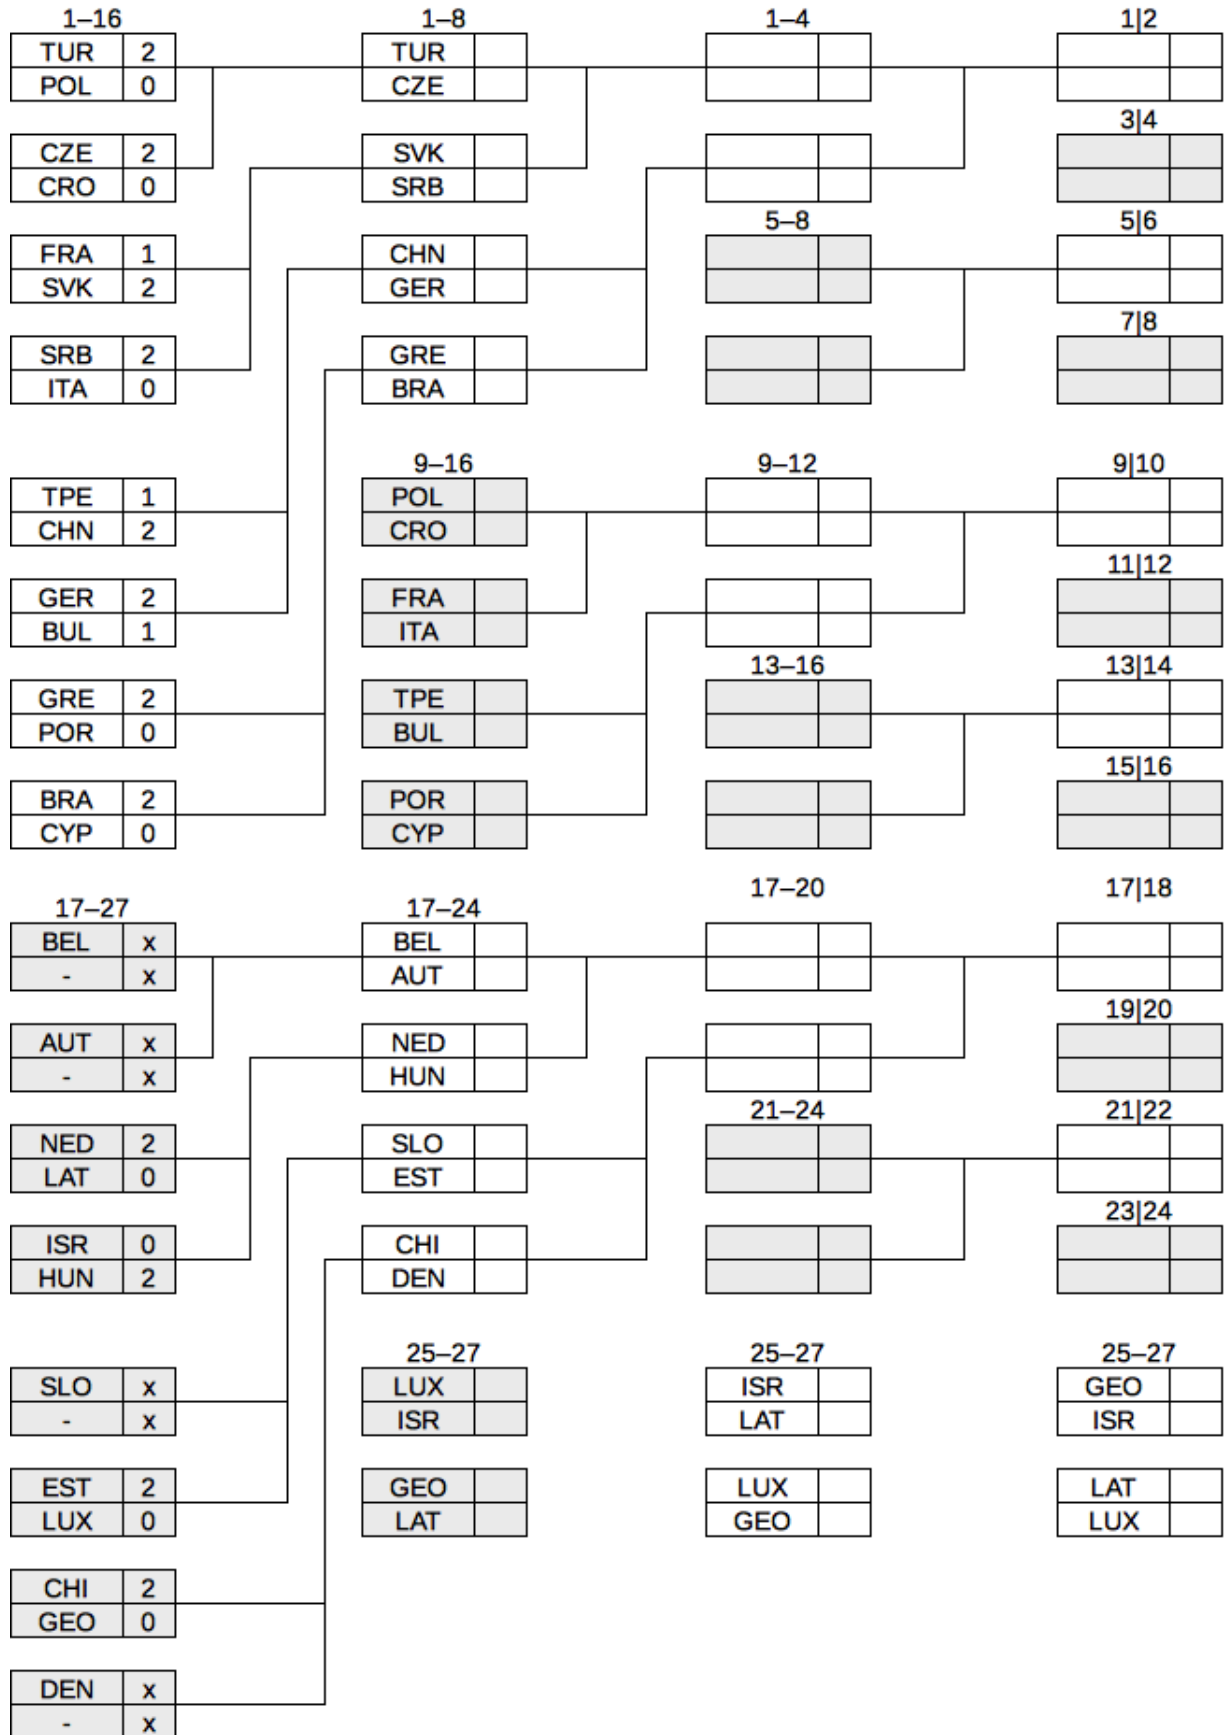 1–16 1–8 1–4 1|2
TUR 2 TUR
POL 0 CZE
3|4
CZE 2 SVK
CRO 0 SRB
5–8 5|6
FRA 1 CHN
SVK 2 GER
7|8
SRB 2 GRE
ITA 0 BRA
9–16 9–12 9|10
TPE 1 POL
CHN 2 CRO
11|12
GER 2 FRA
BUL 1 ITA
13–16 13|14
GRE 2 TPE
POR 0 BUL
15|16
BRA 2 POR
CYP 0 CYP
17–27 17–24 17–20 17|18
BEL x BEL
- x AUT
19|20
AUT x NED
- x HUN
21–24 21|22
NED 2 SLO
LAT 0 EST
23|24
ISR 0 CHI
HUN 2 DEN
25–27 25–27 25–27
SLO x LUX ISR GEO
- x ISR LAT ISR
EST 2 GEO LUX LAT
LUX 0 LAT GEO LUX
CHI 2
GEO 0
DEN x
- x